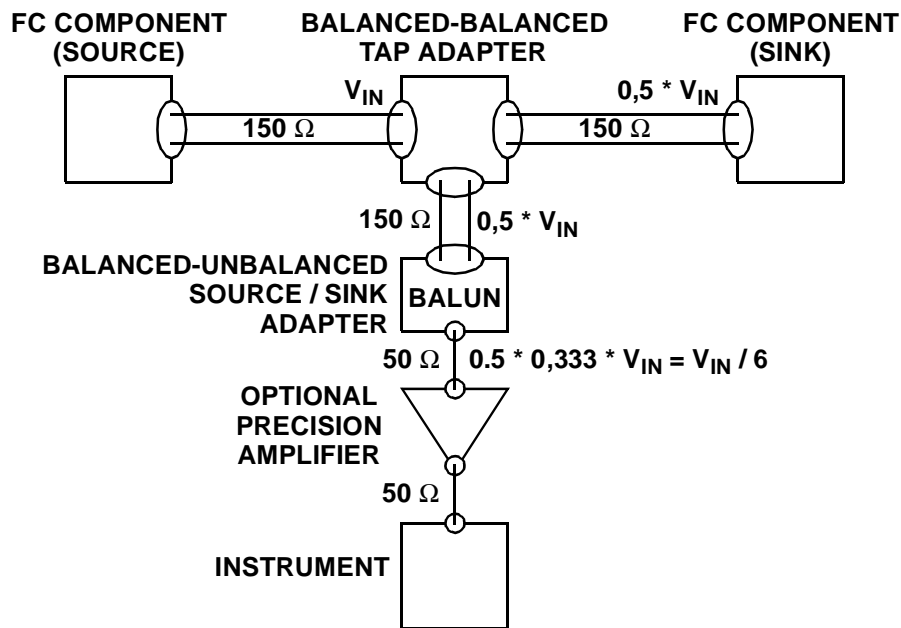 FC COMPONENT
(SOURCE)
BALANCED-BALANCED
TAP ADAPTER
FC COMPONENT
(SINK)
V_IN
0,5 * V_IN
150 Ω
150 Ω
150 Ω
0,5 * V_IN
BALANCED-UNBALANCED
SOURCE / SINK
ADAPTER
BALUN
50 Ω
0.5 * 0,333 * V_IN = V_IN / 6
OPTIONAL
PRECISION
AMPLIFIER
50 Ω
INSTRUMENT